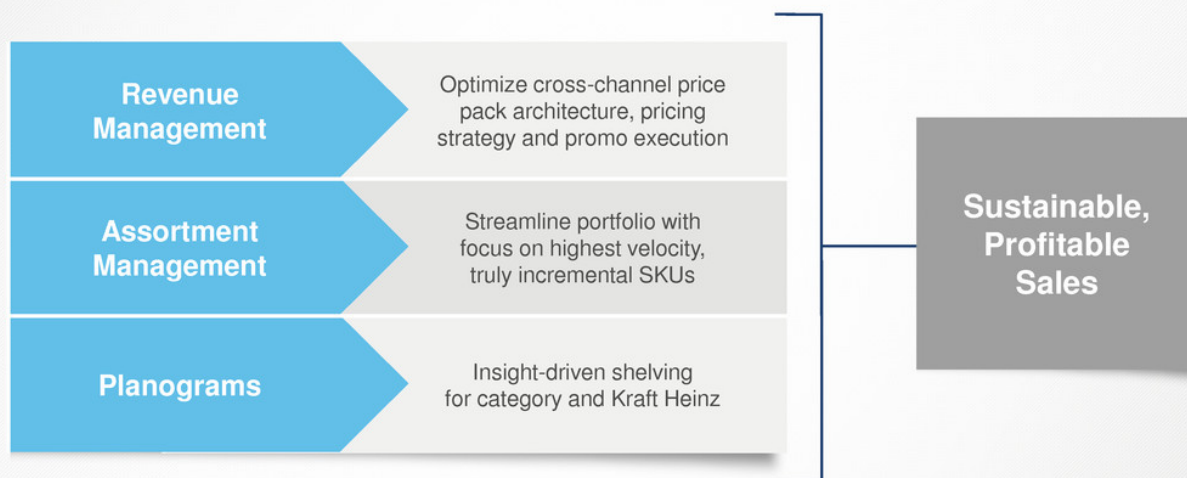 Revenue
Management
Optimize cross-channel price
pack architecture, pricing
strategy and promo execution
Assortment
Management
Streamline portfolio with
focus on highest velocity,
truly incremental SKUs
Planograms
Insight-driven shelving
for category and Kraft Heinz
Sustainable,
Profitable
Sales